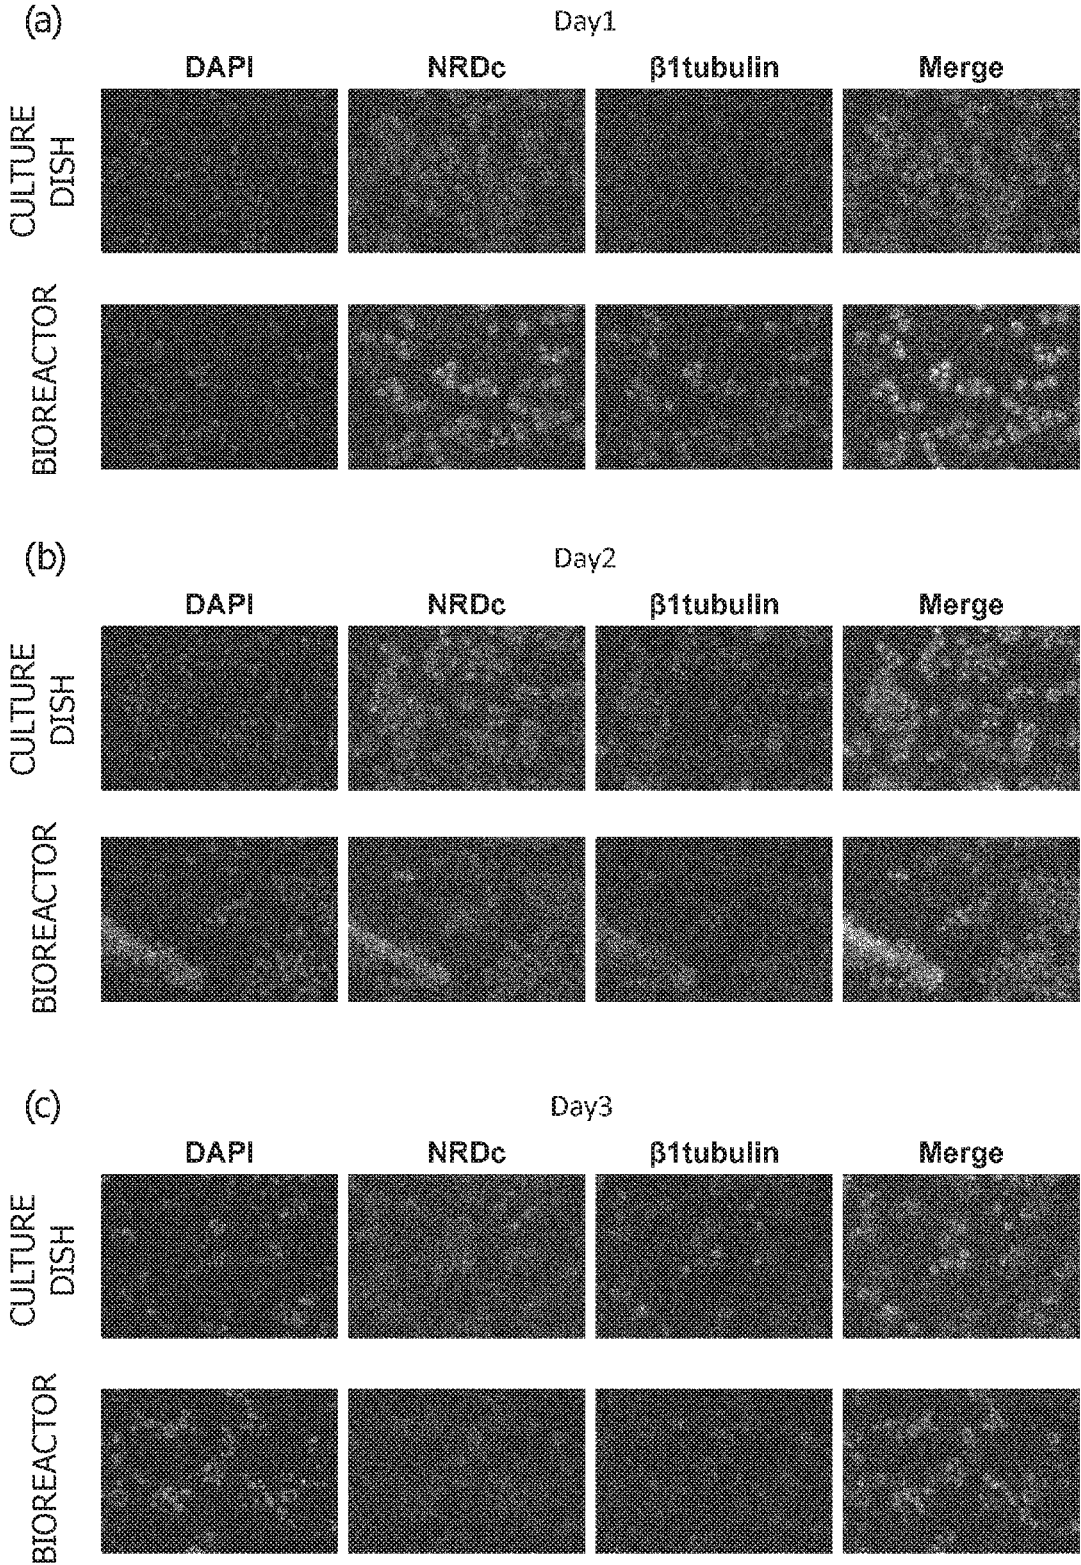 (a)
Day1
DAPI NRDc β1tubulin Merge
CULTURE
DISH
BIOREACTOR
(b)
Day2
DAPI NRDc β1tubulin Merge
CULTURE
DISH
BIOREACTOR
(c)
Day3
DAPI NRDc β1tubulin Merge
CULTURE
DISH
BIOREACTOR